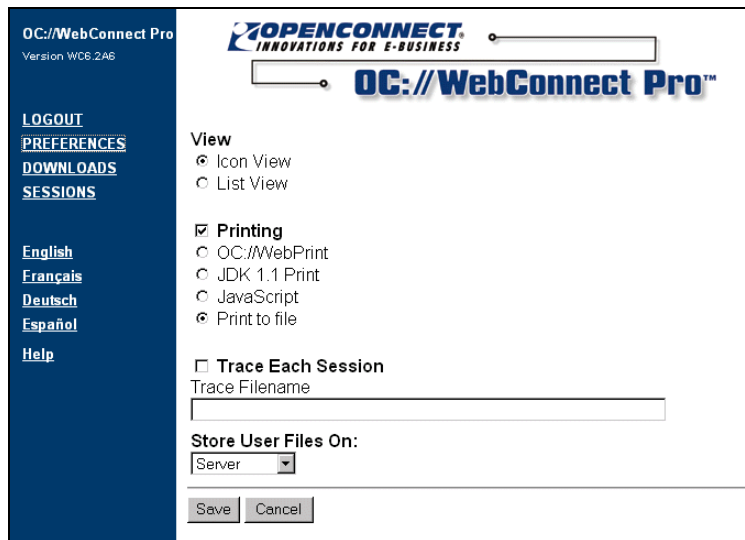 OC://WebConnect Pro
Version WC6.2A6
LOGOUT
PREFERENCES
DOWNLOADS
SESSIONS
English
Français
Deutsch
Español
Help
OPENCONNECT.
INNOVATIONS FOR E-BUSINESS
OC://WebConnect Pro™
View
Icon View
List View
Printing
OC://WebPrint
JDK 1.1 Print
JavaScript
Print to file
Trace Each Session
Trace Filename
Store User Files On:
Server
Save Cancel